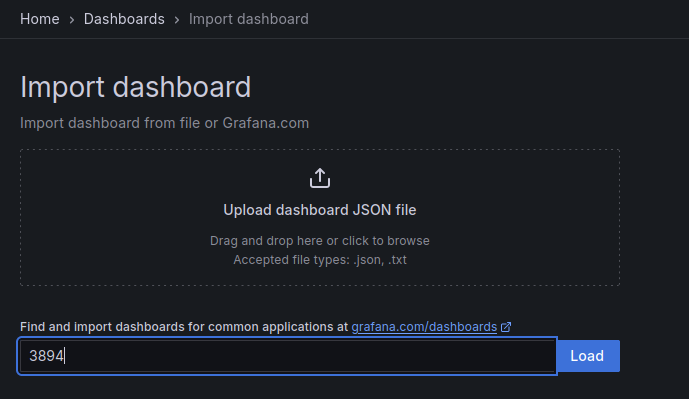 Home › Dashboards › Import dashboard
Import dashboard
Import dashboard from file or Grafana.com
Upload dashboard JSON file
Drag and drop here or click to browse
Accepted file types: .json, .txt
Find and import dashboards for common applications at grafana.com/dashboards
3894
Load